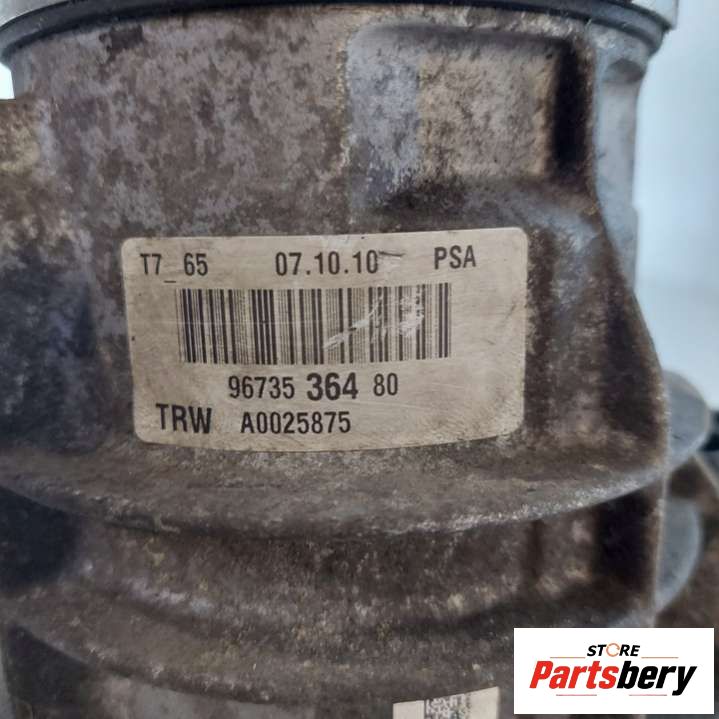 T7_65 07.10.10 PSA
96735 364 80
TRW A0025875
STORE
Partsbery